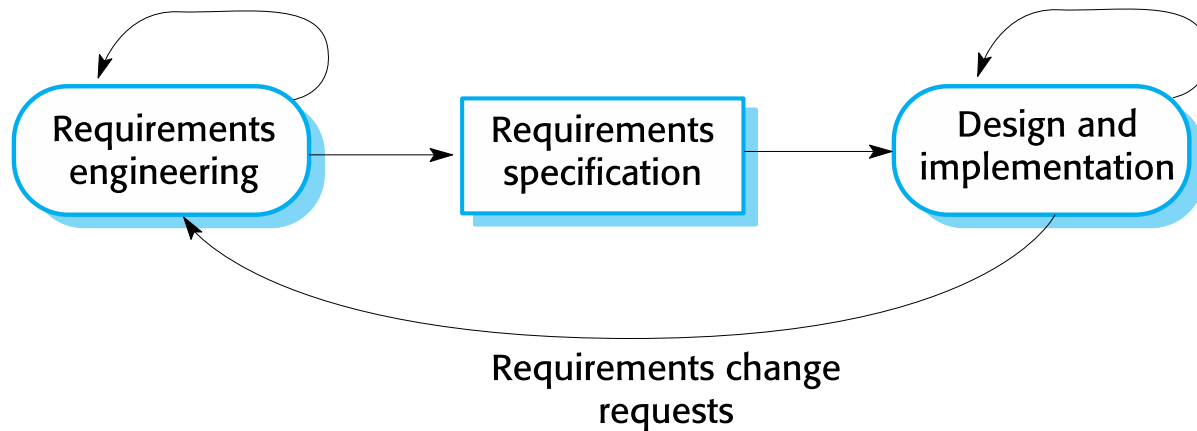 Requirements
engineering
Requirements
specification
Design and
implementation
Requirements change
requests